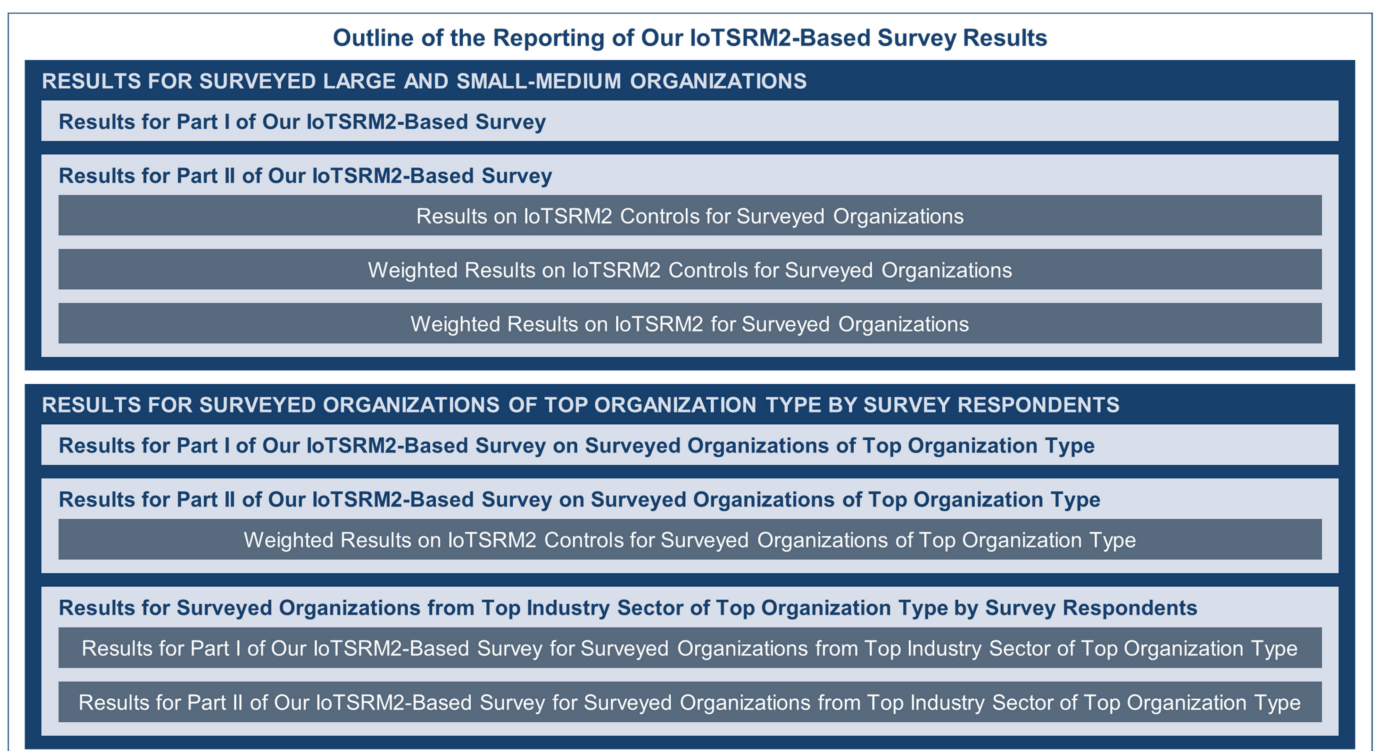 Outline of the Reporting of Our IoTSRM2-Based Survey Results
RESULTS FOR SURVEYED LARGE AND SMALL-MEDIUM ORGANIZATIONS
Results for Part I of Our IoTSRM2-Based Survey
Results for Part II of Our IoTSRM2-Based Survey
Results on IoTSRM2 Controls for Surveyed Organizations
Weighted Results on IoTSRM2 Controls for Surveyed Organizations
Weighted Results on IoTSRM2 for Surveyed Organizations
RESULTS FOR SURVEYED ORGANIZATIONS OF TOP ORGANIZATION TYPE BY SURVEY RESPONDENTS
Results for Part I of Our IoTSRM2-Based Survey on Surveyed Organizations of Top Organization Type
Results for Part II of Our IoTSRM2-Based Survey on Surveyed Organizations of Top Organization Type
Weighted Results on IoTSRM2 Controls for Surveyed Organizations of Top Organization Type
Results for Surveyed Organizations from Top Industry Sector of Top Organization Type by Survey Respondents
Results for Part I of Our IoTSRM2-Based Survey for Surveyed Organizations from Top Industry Sector of Top Organization Type
Results for Part II of Our IoTSRM2-Based Survey for Surveyed Organizations from Top Industry Sector of Top Organization Type